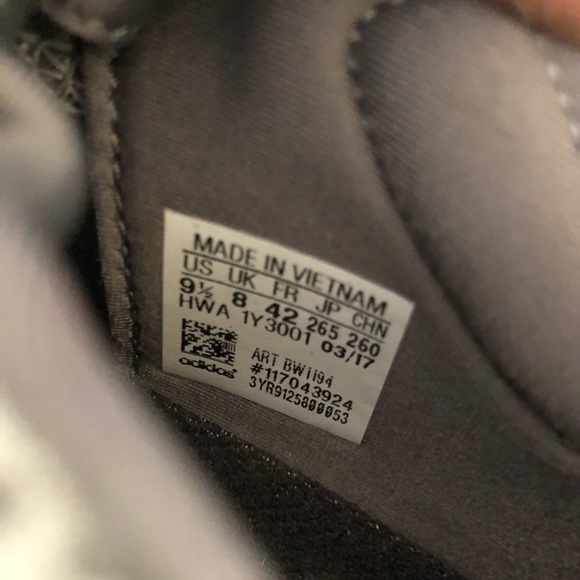 MADE IN VIETNAM
US UK FR JP CHN
9½ 8 42 265 260
HWA 1Y3001 03/17
ART BW1194
#117043924
adidas